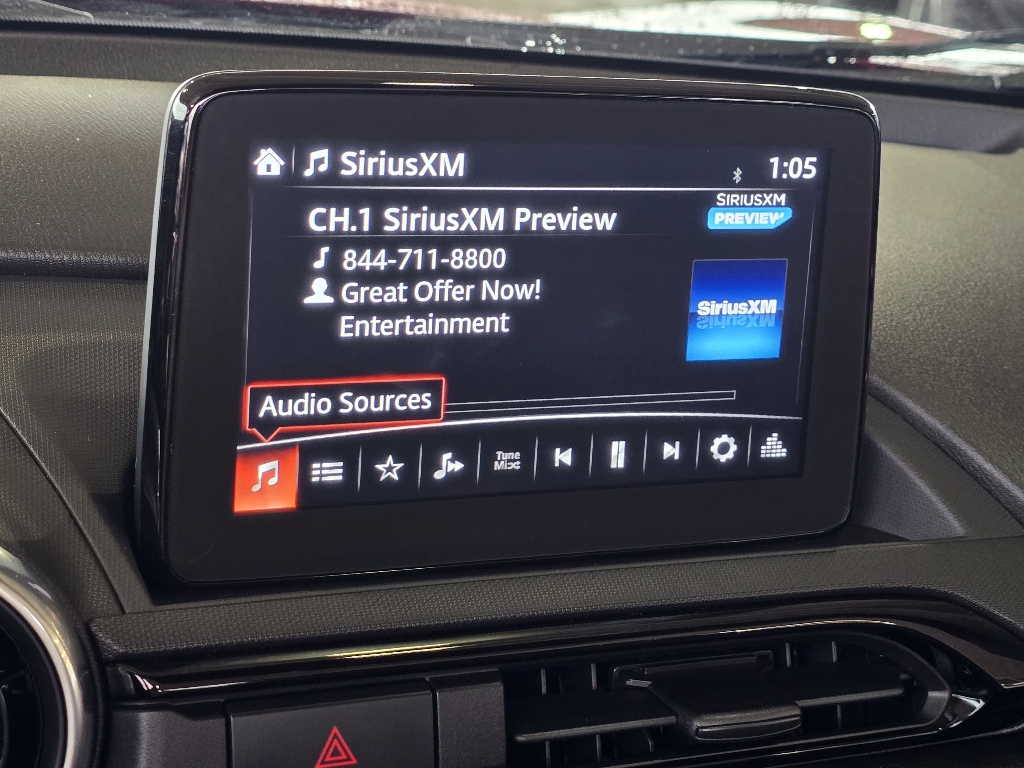 SiriusXM
1:05
CH.1 SiriusXM Preview
SIRIUSXM
PREVIEW
844-711-8800
Great Offer Now!
Entertainment
SiriusXM
Audio Sources
Tune
Mix